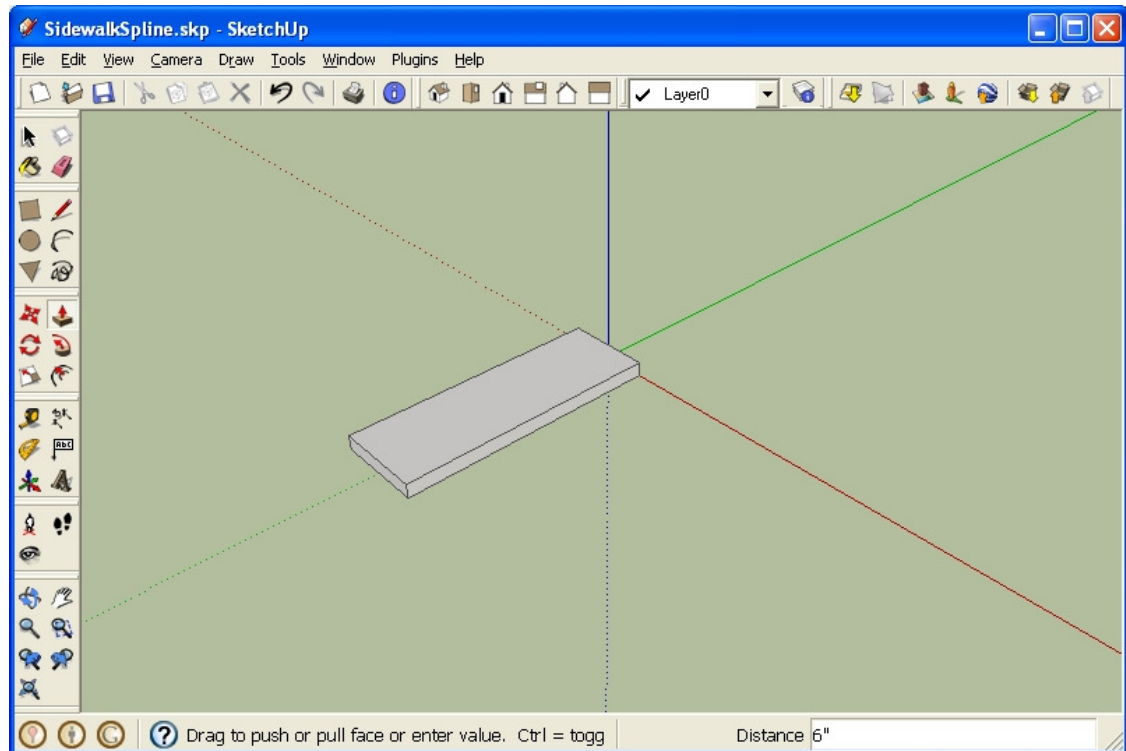 SidewalkSpline.skp - SketchUp
File Edit View Camera Draw Tools Window Plugins Help
Layer0
ABC
Drag to push or pull face or enter value. Ctrl = togg
Distance 6"